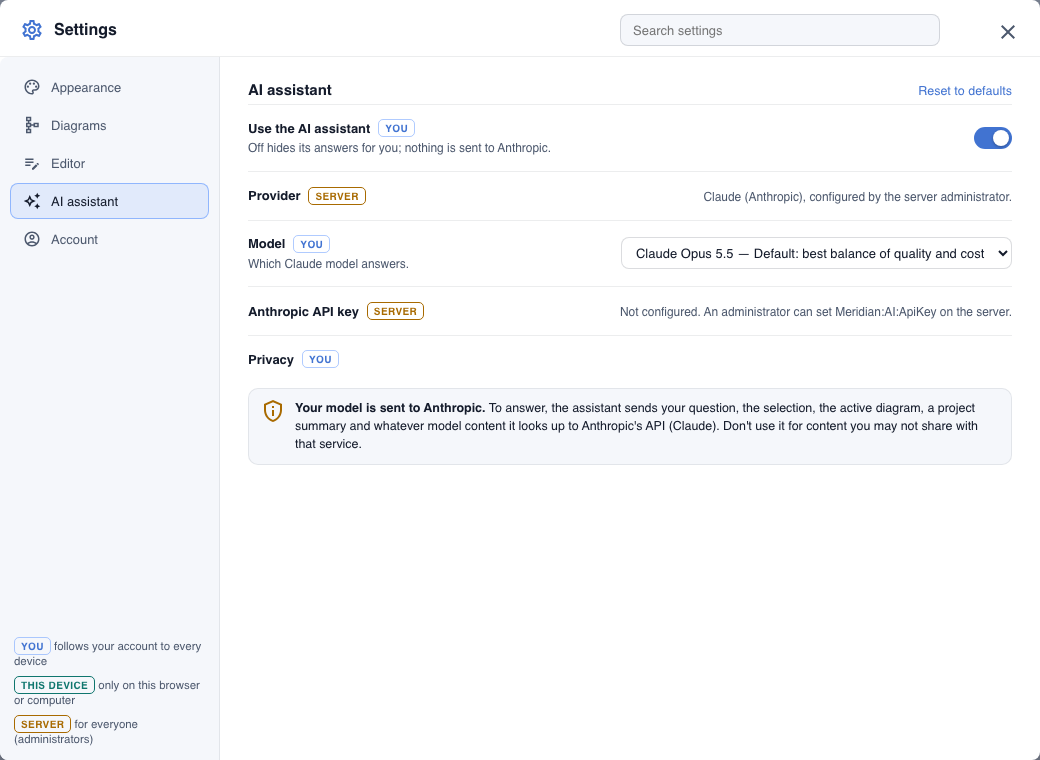 Settings
Search settings
Appearance
Diagrams
Editor
AI assistant
Account
AI assistant
Reset to defaults
Use the AI assistant YOU
Off hides its answers for you; nothing is sent to Anthropic.
Provider SERVER
Claude (Anthropic), configured by the server administrator.
Model YOU
Which Claude model answers.
Claude Opus 5.5 — Default: best balance of quality and cost
Anthropic API key SERVER
Not configured. An administrator can set Meridian:AI:ApiKey on the server.
Privacy YOU
Your model is sent to Anthropic. To answer, the assistant sends your question, the selection, the active diagram, a project
summary and whatever model content it looks up to Anthropic's API (Claude). Don't use it for content you may not share with
that service.
YOU follows your account to every
device
THIS DEVICE only on this browser
or computer
SERVER for everyone
(administrators)